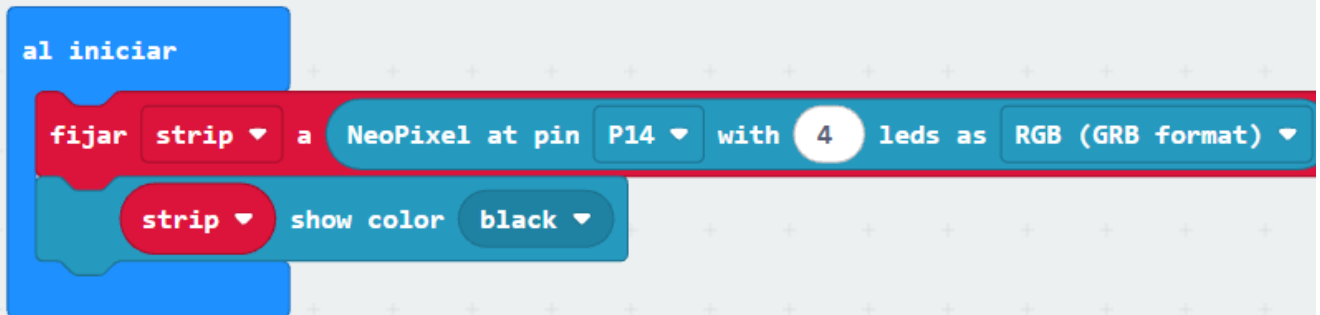 al iniciar
fijar strip a NeoPixel at pin P14 with 4 leds as RGB (GRB format)
strip show color black